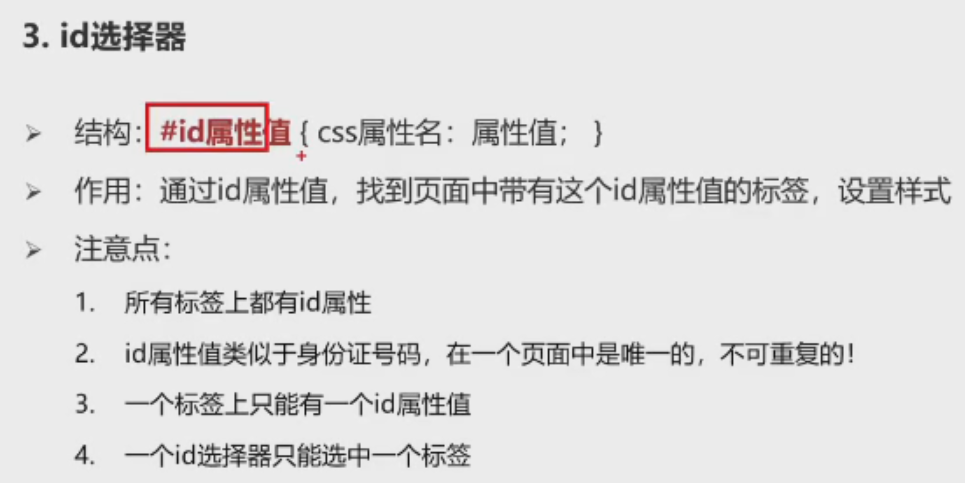 3. id选择器
结构：#id属性值 { css属性名：属性值； }
作用：通过id属性值，找到页面中带有这个id属性值的标签，设置样式
注意点：
1. 所有标签上都有id属性
2. id属性值类似于身份证号码，在一个页面中是唯一的，不可重复的！
3. 一个标签上只能有一个id属性值
4. 一个id选择器只能选中一个标签